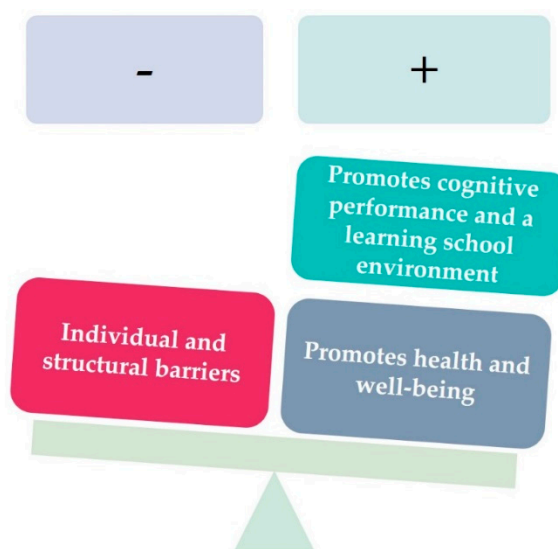 -
+
Promotes cognitive
performance and a
learning school
environment
Individual and
structural barriers
Promotes health and
well-being